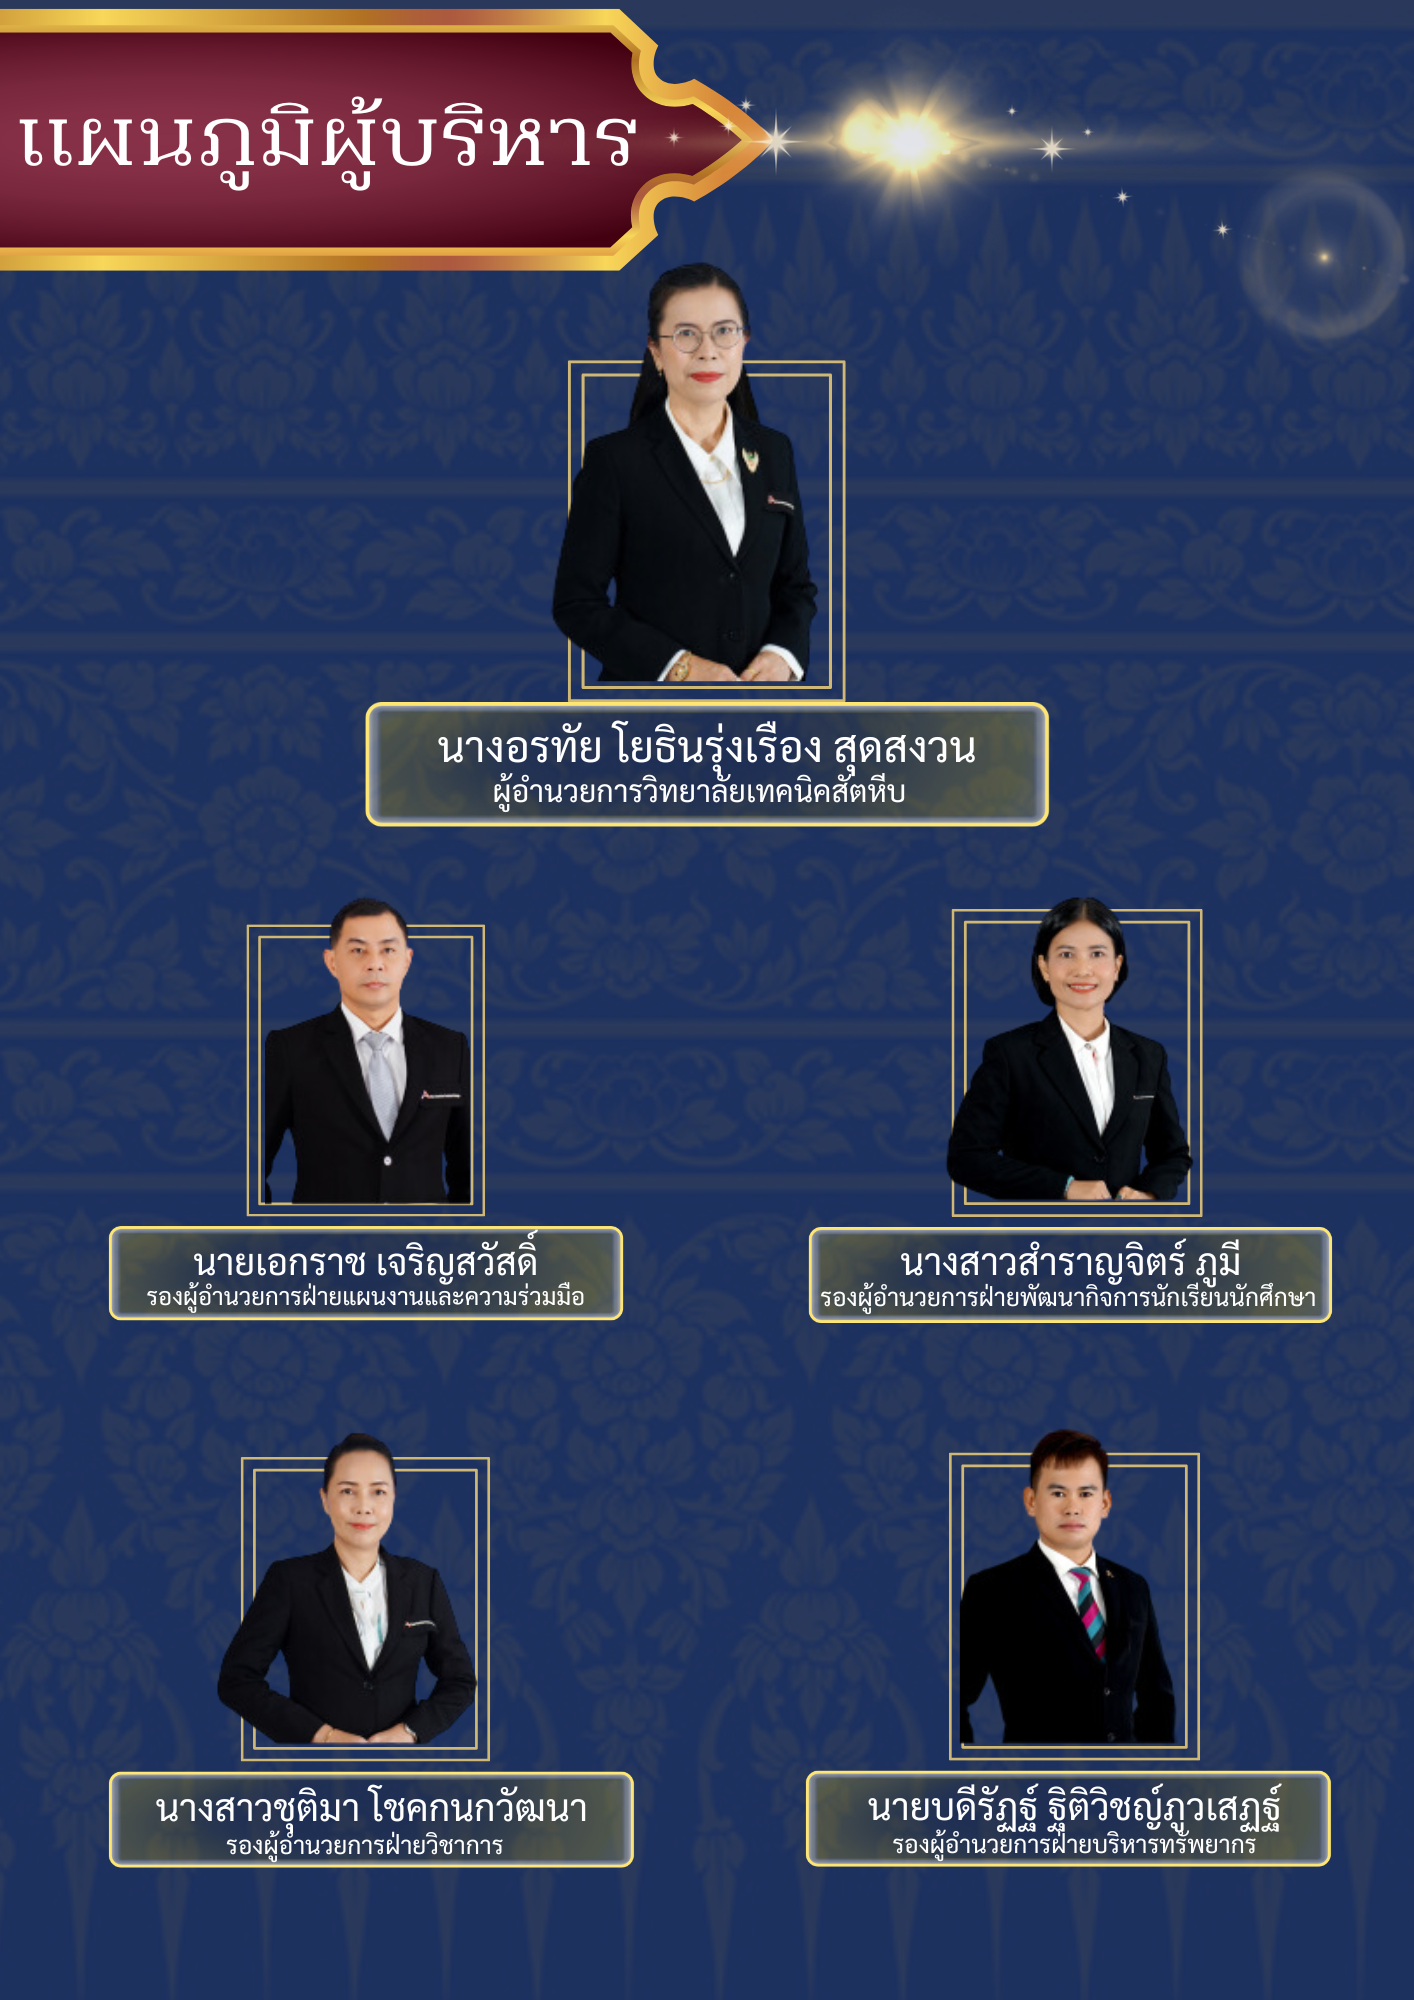 แผนภูมิผู้บริหาร
นางอรทัย โยธินรุ่งเรือง สุดสงวน
ผู้อำนวยการวิทยาลัยเทคนิคสัตหีบ
นายเอกราช เจริญสวัสดิ์
รองผู้อำนวยการฝ่ายแผนงานและความร่วมมือ
นางสาวสำราญจิตร์ ภูมี
รองผู้อำนวยการฝ่ายพัฒนากิจการนักเรียนนักศึกษา
นางสาวชุติมา โชคกนกวัฒนา
รองผู้อำนวยการฝ่ายวิชาการ
นายบดีรัฏฐ์ ฐิติวิชญ์ภูวเสฏฐ์
รองผู้อำนวยการฝ่ายบริหารทรัพยากร